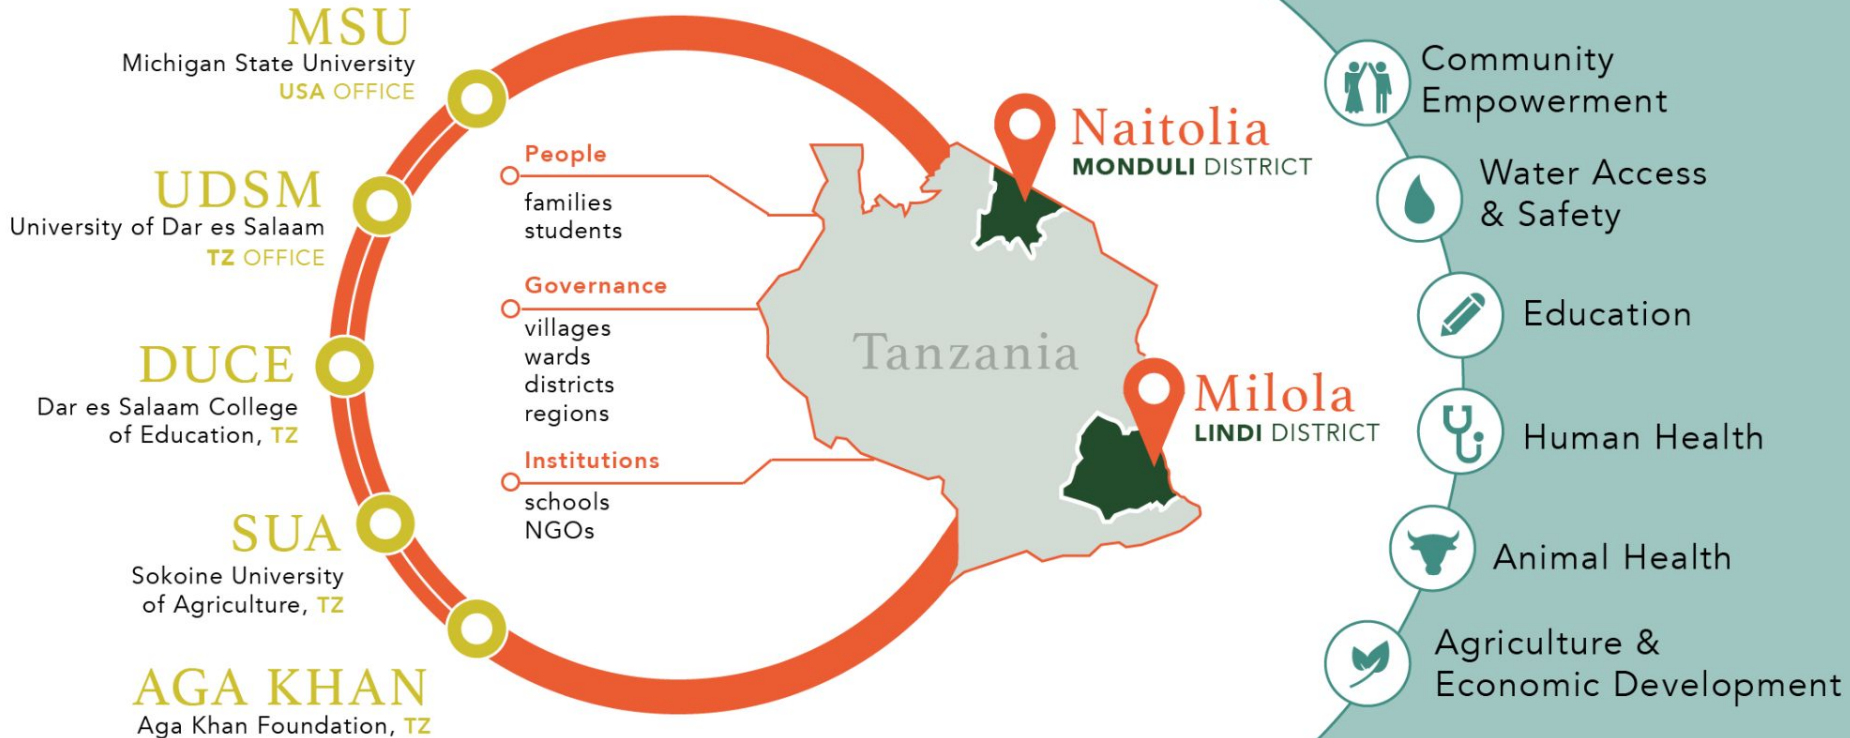 MSU
Michigan State University
USA OFFICE
UDSM
University of Dar es Salaam
TZ OFFICE
DUCE
Dar es Salaam College
of Education, TZ
SUA
Sokoine University
of Agriculture, TZ
AGA KHAN
Aga Khan Foundation, TZ
People
families
students
Governance
villages
wards
districts
regions
Institutions
schools
NGOs
Tanzania
Naitolia
MONDULI DISTRICT
Milola
LINDI DISTRICT
Community
Empowerment
Water Access
& Safety
Education
Human Health
Animal Health
Agriculture &
Economic Development